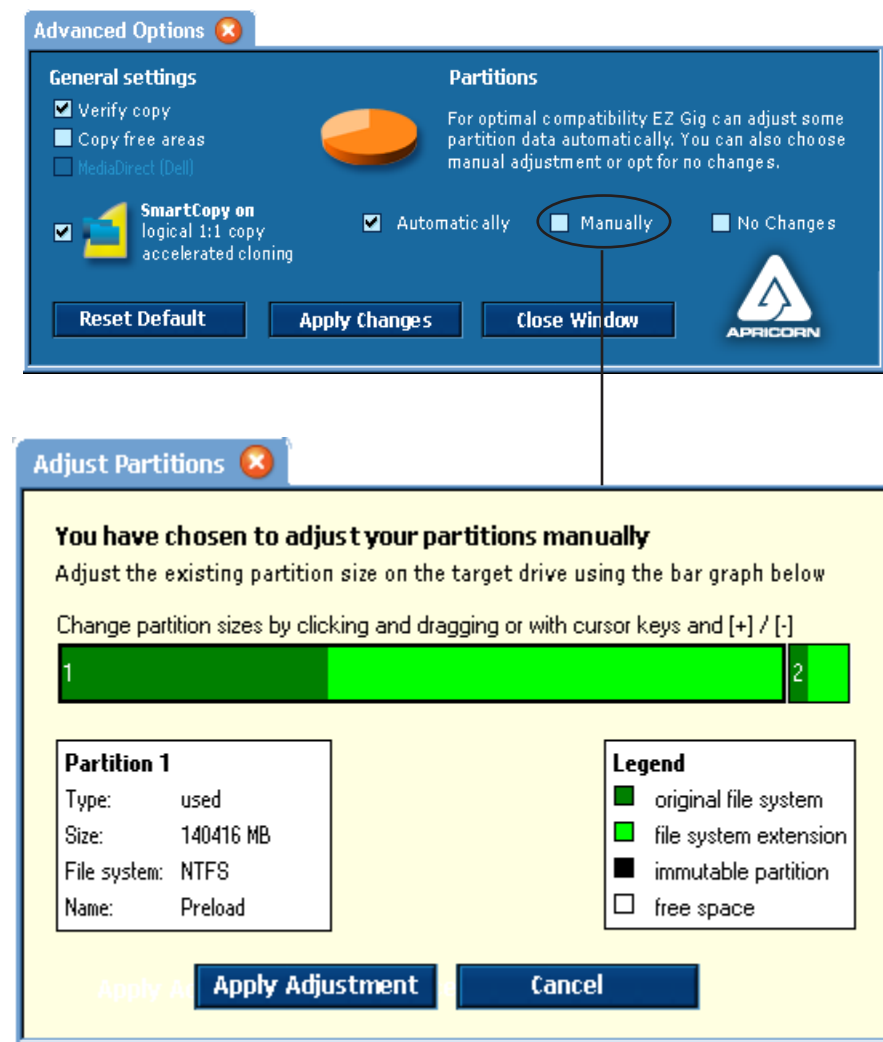 Advanced Options
General settings
Verify copy
Copy free areas
MediaDirect (Dell)
SmartCopy on
logical 1:1 copy
accelerated cloning
Partitions
For optimal compatibility EZ Gig can adjust some
partition data automatically. You can also choose
manual adjustment or opt for no changes.
Automatically
Manually
No Changes
Reset Default
Apply Changes
Close Window
APRICORN
Adjust Partitions
You have chosen to adjust your partitions manually
Adjust the existing partition size on the target drive using the bar graph below
Change partition sizes by clicking and dragging or with cursor keys and [+] / [-]
1
2
Partition 1
Type: used
Size: 140416 MB
File system: NTFS
Name: Preload
Legend
original file system
file system extension
immutable partition
free space
Apply Adjustment
Cancel